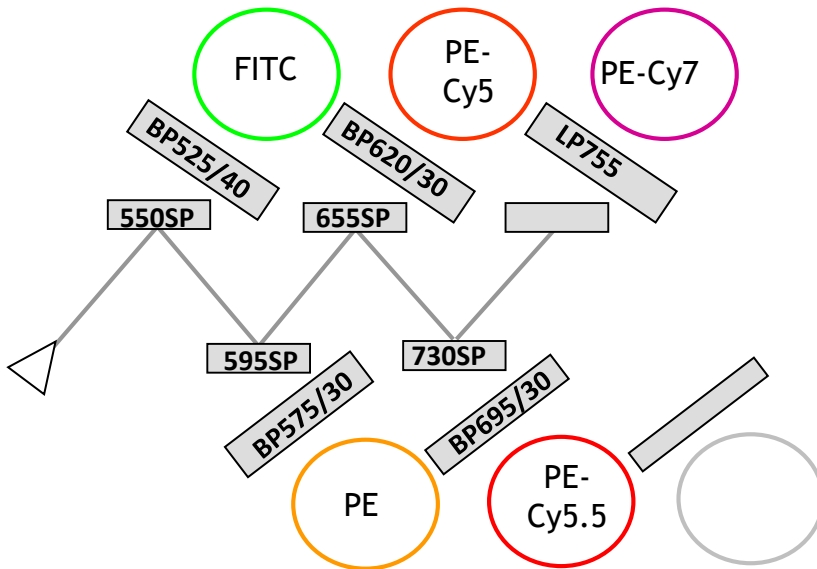 FITC
PE-
Cy5
PE-Cy7
BP525/40
BP620/30
LP755
550SP
655SP
595SP
730SP
BP575/30
BP695/30
PE
PE-
Cy5.5